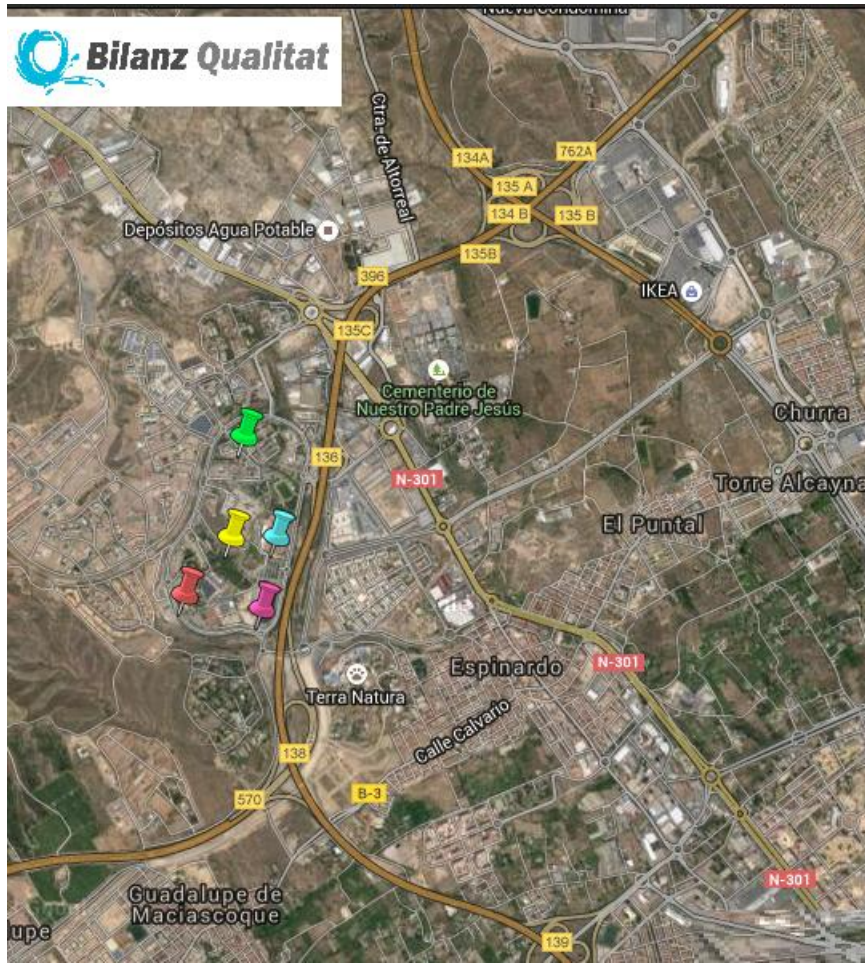 Nueva Condomina
Bilanz Qualitat
Ctra. de Altorreal
134A
762A
135 A
134 B
135 B
Depósitos Agua Potable
135B
396
IKEA
135C
Cementerio de
Nuestro Padre Jesús
Churra
136
N-301
Torre Alcayna
El Puntal
Espinardo
N-301
Terra Natura
Calle Calvario
138
570
B-3
N-301
Guadalupe de
Maciascoque
upe
139